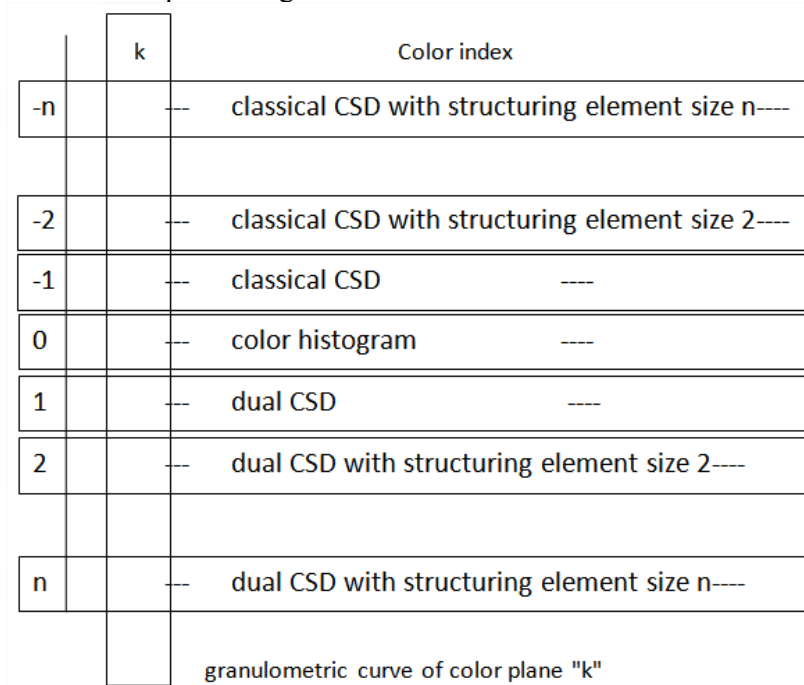 k Color index
-n --- classical CSD with structuring element size n----
-2 --- classical CSD with structuring element size 2----
-1 --- classical CSD ----
0 --- color histogram ----
1 --- dual CSD ----
2 --- dual CSD with structuring element size 2----
n --- dual CSD with structuring element size n----
granulometric curve of color plane "k"